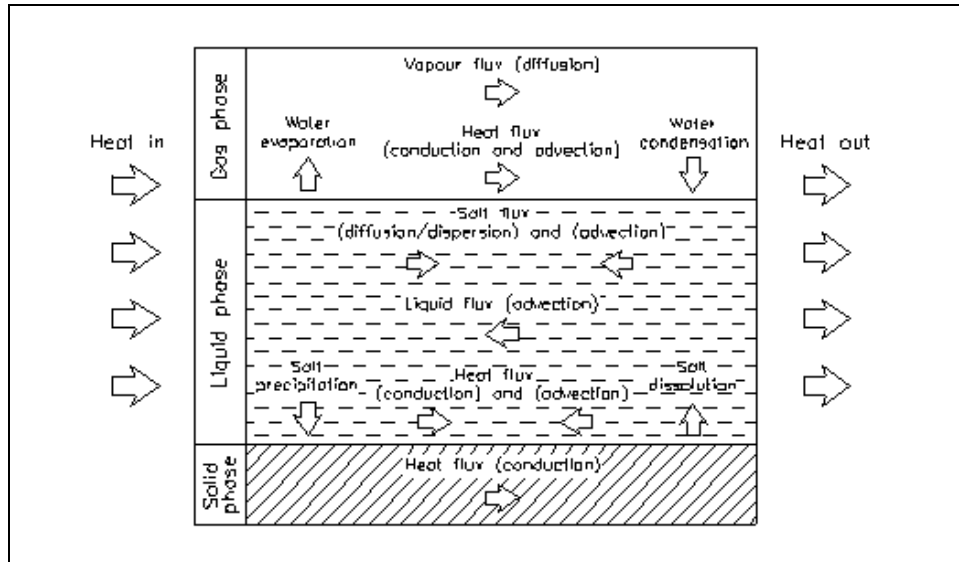 Vapour flux (diffusion)
Gas phase
Heat in
Water
evaporation
Heat flux
(conduction and advection)
Water
condensation
Heat out
Liquid phase
Salt flux
(diffusion/dispersion) and (advection)
Liquid flux (advection)
Salt
precipitation
Heat flux
(conduction) and (advection)
Salt
dissolution
Solid
phase
Heat flux (conduction)